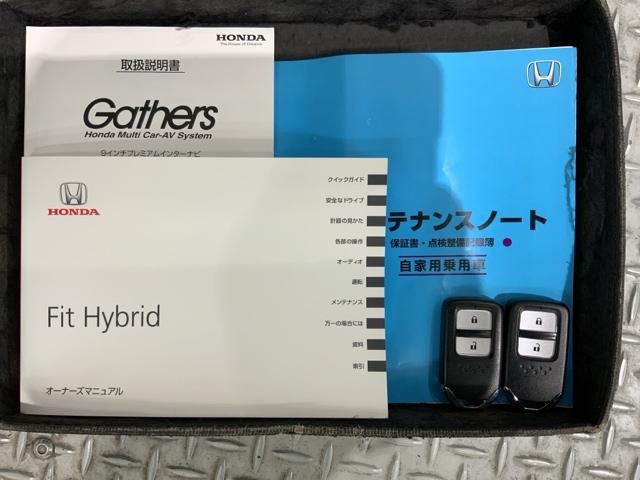 HONDA
The Power of Dreams
取扱説明書
Gathers
Honda Multi Car-AV System
9インチプレミアムインターナビ
HONDA
Fit Hybrid
オーナーズマニュアル
クイックガイド
安全なドライブ
計器の見かた
各部の操作
オーディオ
運転
メンテナンス
万一の場合には
資料
索引
テナンスノート
保証書・点検整備記録簿
自家用乗用車